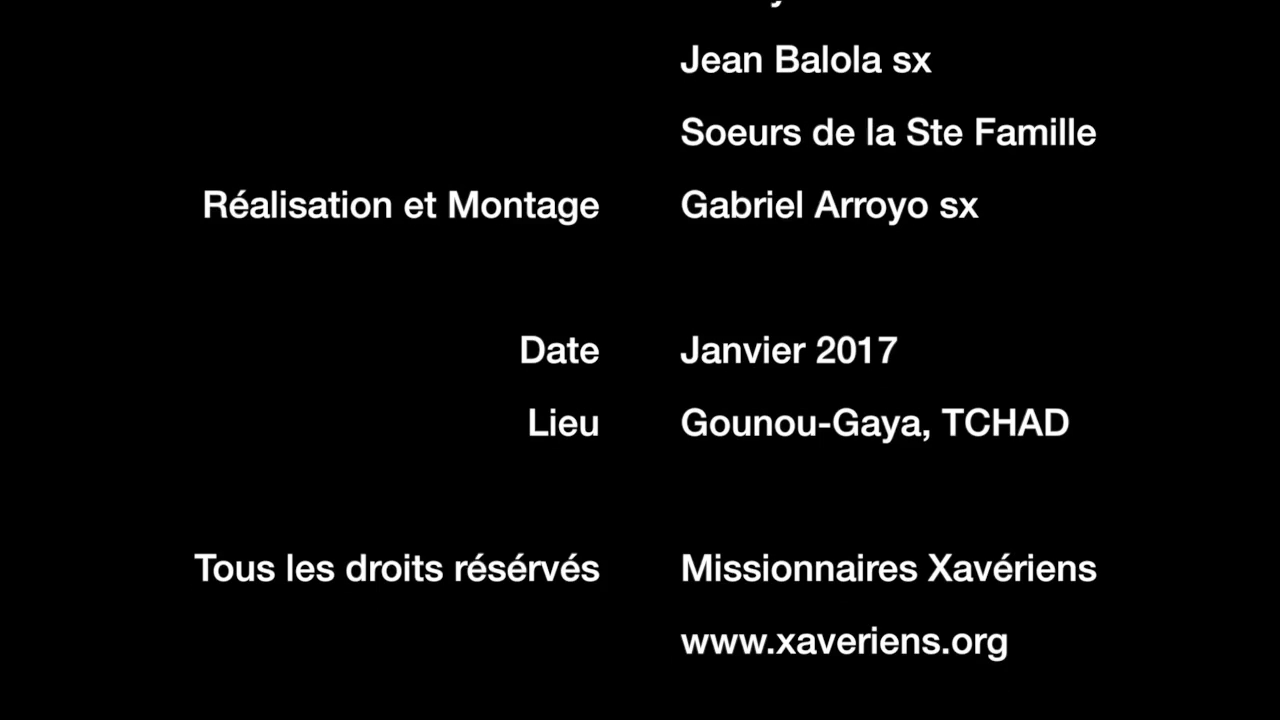 Jean Balola sx
Soeurs de la Ste Famille
Réalisation et Montage Gabriel Arroyo sx
Date Janvier 2017
Lieu Gounou-Gaya, TCHAD
Tous les droits résérvés Missionnaires Xavériens
www.xaveriens.org